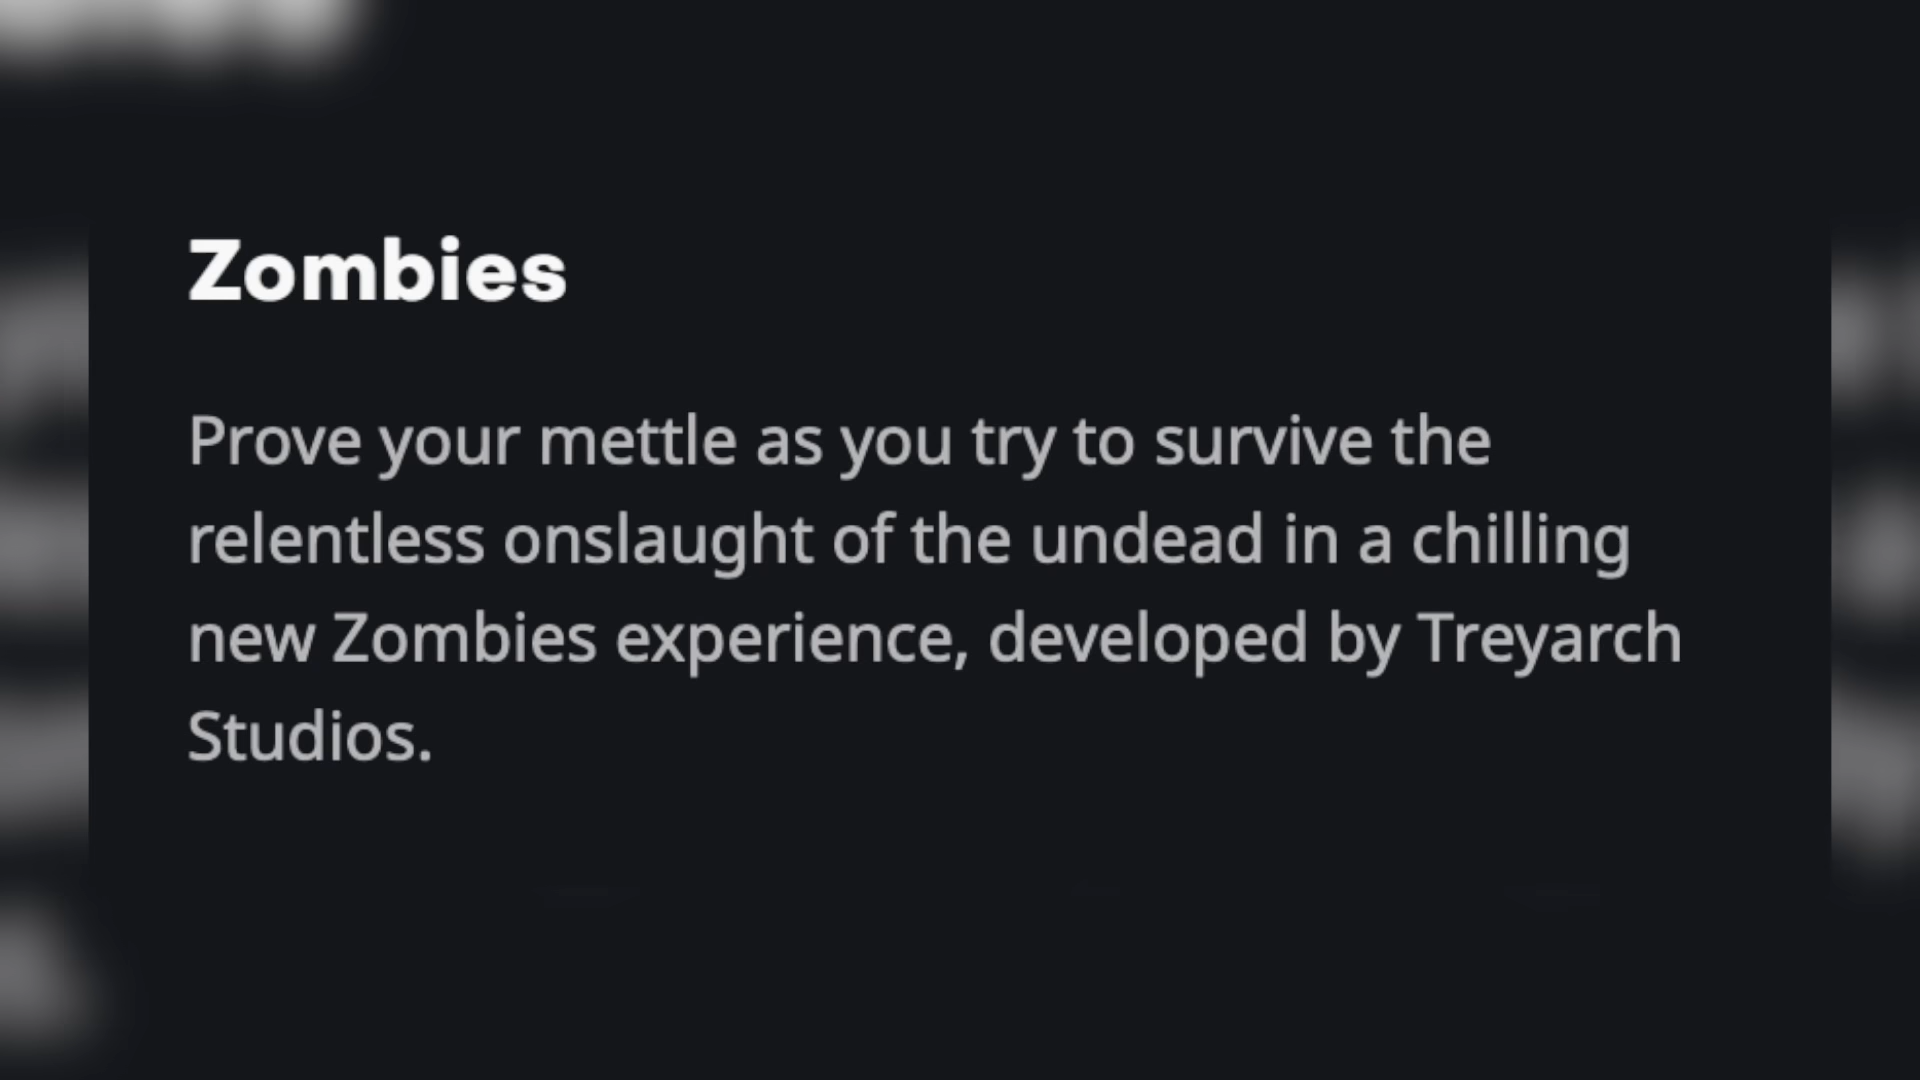 Zombies
Prove your mettle as you try to survive the
relentless onslaught of the undead in a chilling
new Zombies experience, developed by Treyarch
Studios.